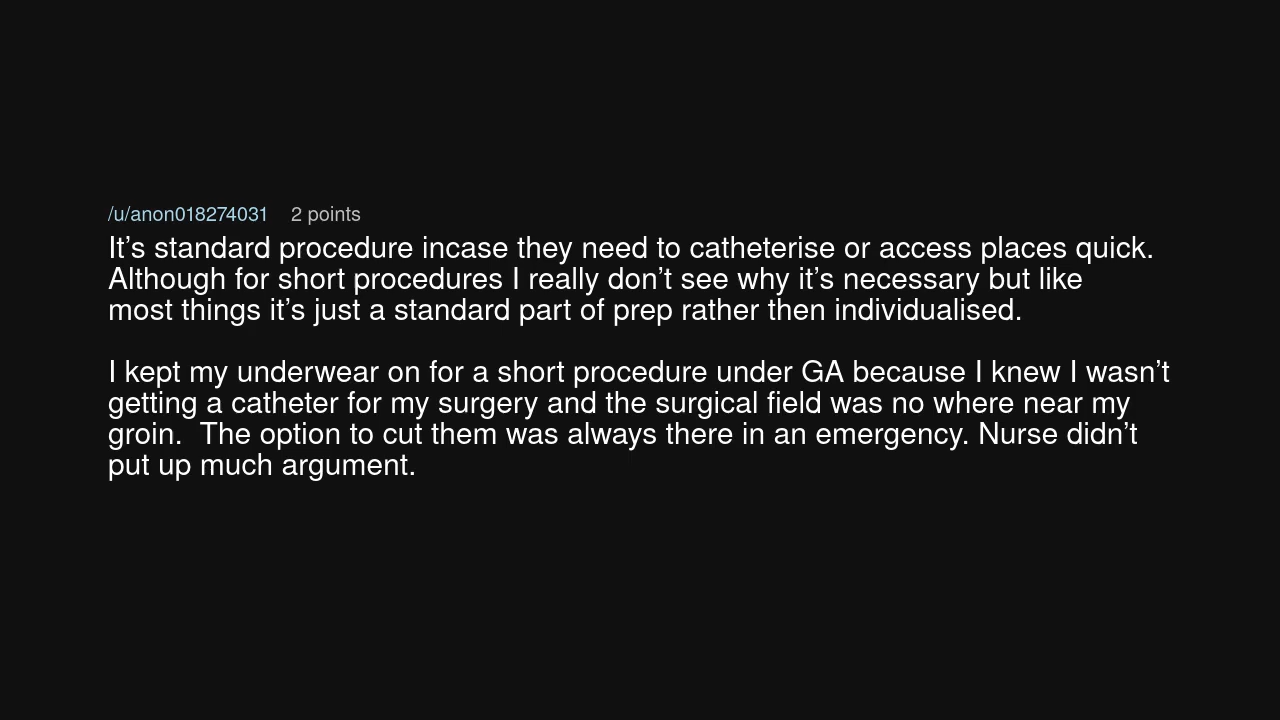 /u/anon018274031 2 points
It’s standard procedure incase they need to catheterise or access places quick.
Although for short procedures I really don’t see why it’s necessary but like
most things it’s just a standard part of prep rather then individualised.
I kept my underwear on for a short procedure under GA because I knew I wasn’t
getting a catheter for my surgery and the surgical field was no where near my
groin.  The option to cut them was always there in an emergency. Nurse didn’t
put up much argument.